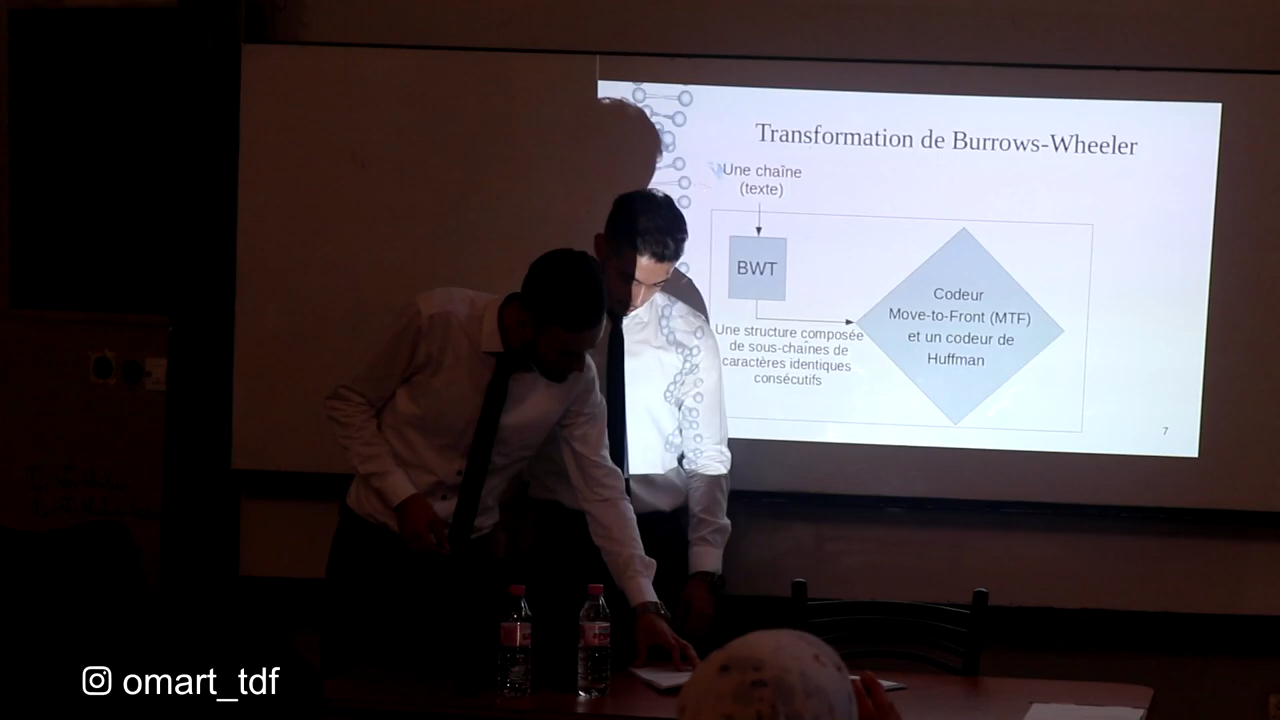 Transformation de Burrows-Wheeler
Une chaîne
(texte)
BWT
Codeur
Move-to-Front (MTF)
et un codeur de
Huffman
Une structure composée
de sous-chaînes de
caractères identiques
consécutifs
7
omart_tdf